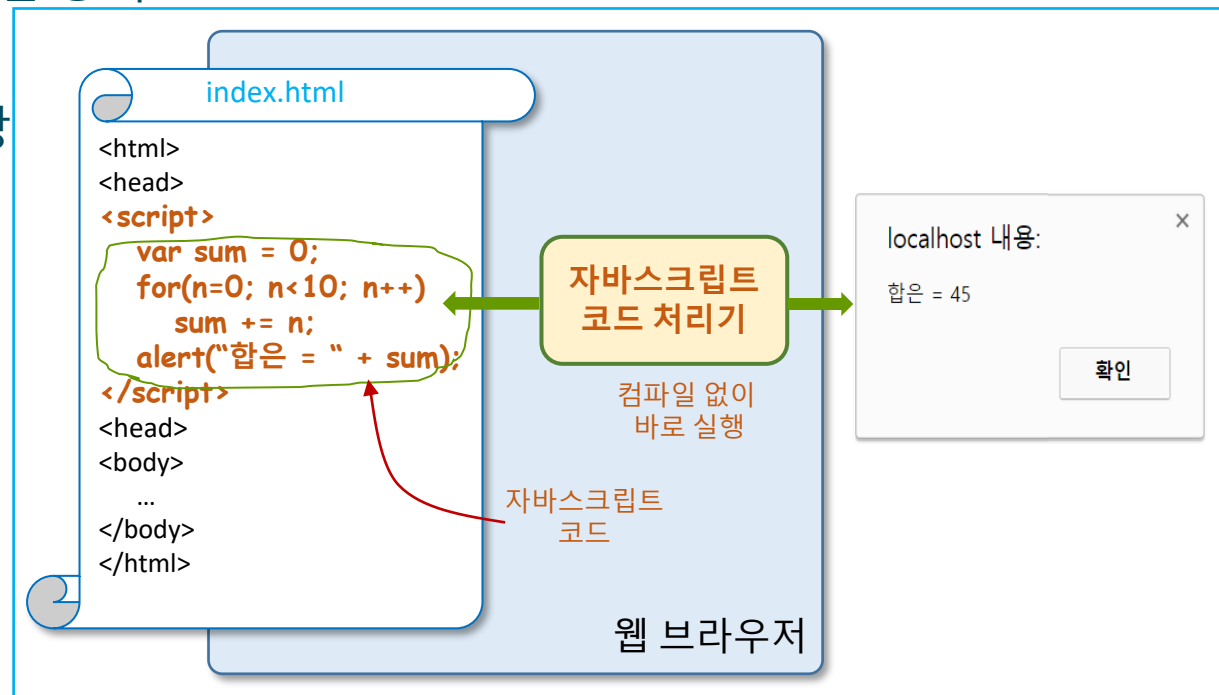 index.html
<html>
<head>
<script>
var sum = 0;
for(n=0; n<10; n++)
sum += n;
alert(“합은 = “ + sum);
</script>
<head>
<body>
...
</body>
</html>
자바스크립트
코드 처리기
컴파일 없이
바로 실행
자바스크립트
코드
웹 브라우저
localhost 내용:
×
합은 = 45
확인